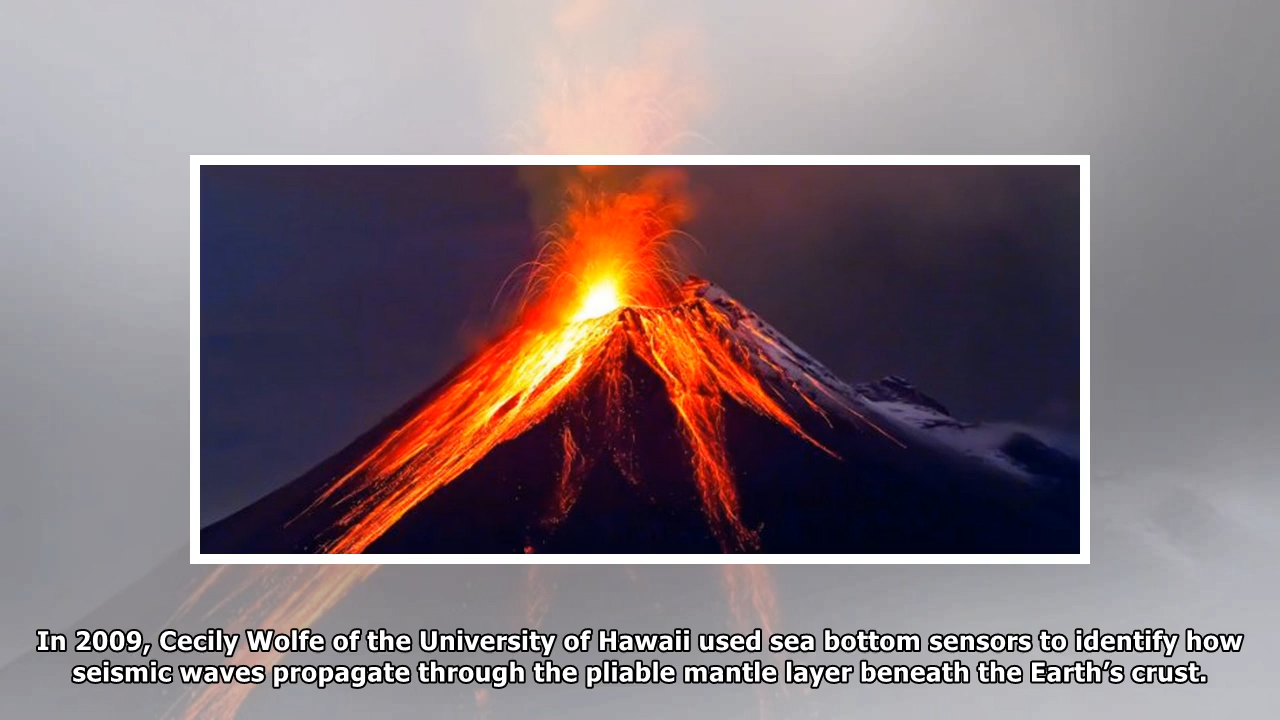 In 2009, Cecily Wolfe of the University of Hawaii used sea bottom sensors to identify how
seismic waves propagate through the pliable mantle layer beneath the Earth’s crust.